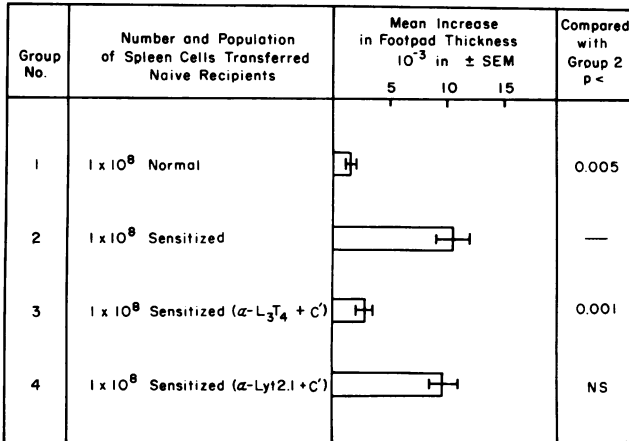 Group No.
Number and Population of Spleen Cells Transferred Naive Recipients
Mean Increase in Footpad Thickness 10⁻³ in ± SEM
Compared with Group 2 p <
5 10 15
1 1 x 10⁸ Normal 0.005
2 1 x 10⁸ Sensitized —
3 1 x 10⁸ Sensitized (α-L₃T₄ + C') 0.001
4 1 x 10⁸ Sensitized (α-Lyt2.1 + C') NS